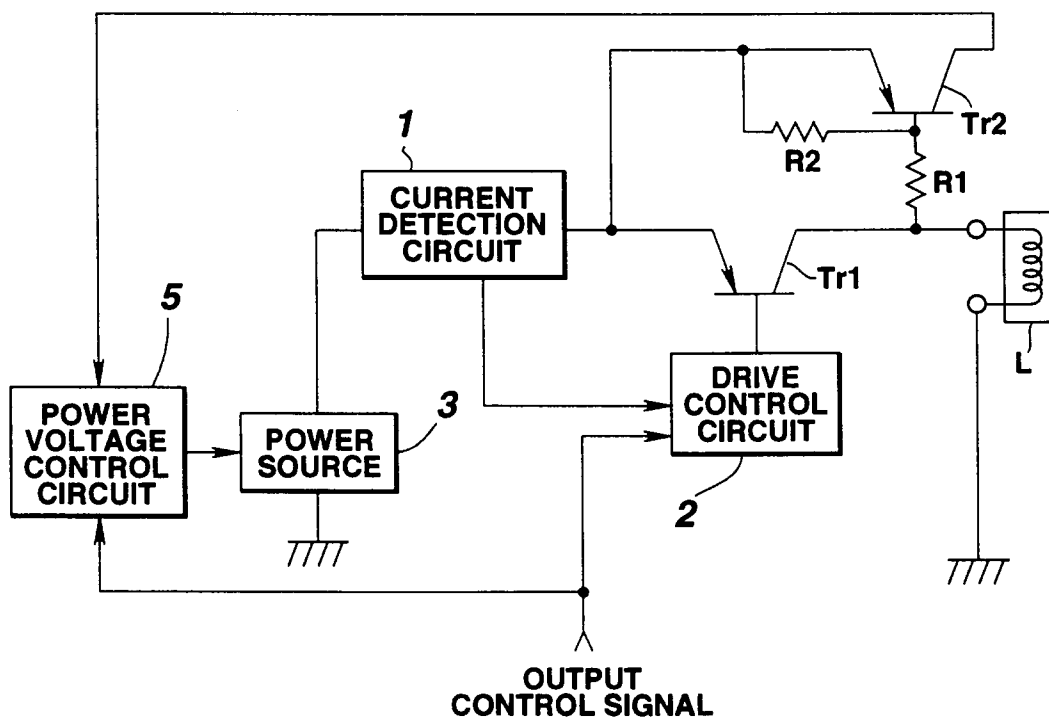 Tr2
R2
R1
1
CURRENT
DETECTION
CIRCUIT
Tr1
5
L
POWER
VOLTAGE
CONTROL
CIRCUIT
3
POWER
SOURCE
DRIVE
CONTROL
CIRCUIT
2
OUTPUT
CONTROL SIGNAL